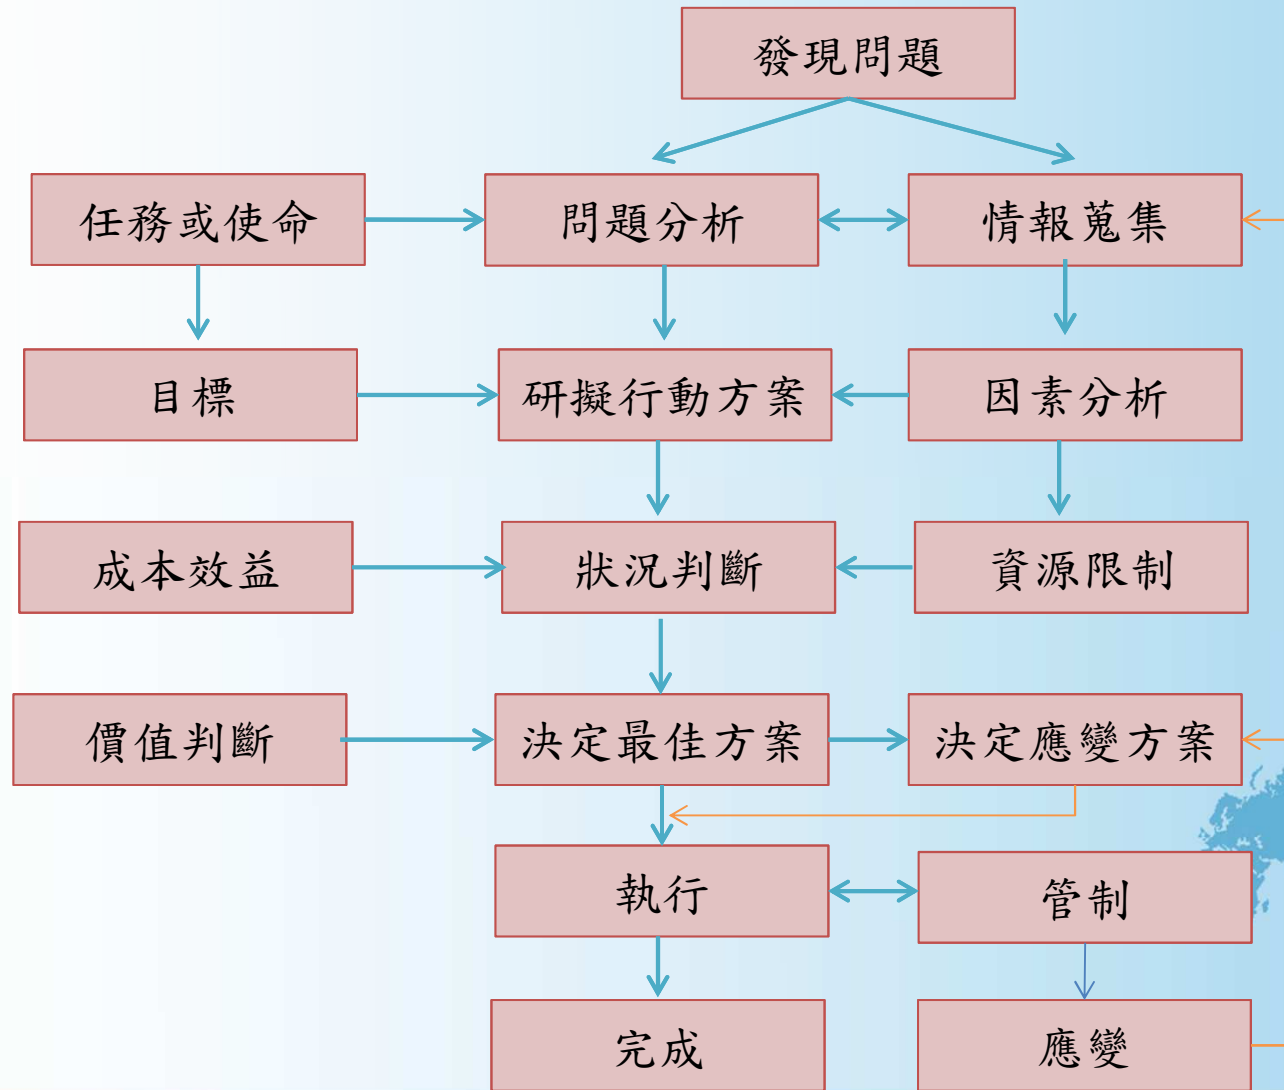 發現問題
任務或使命
問題分析
情報蒐集
目標
研擬行動方案
因素分析
成本效益
狀況判斷
資源限制
價值判斷
決定最佳方案
決定應變方案
執行
管制
完成
應變